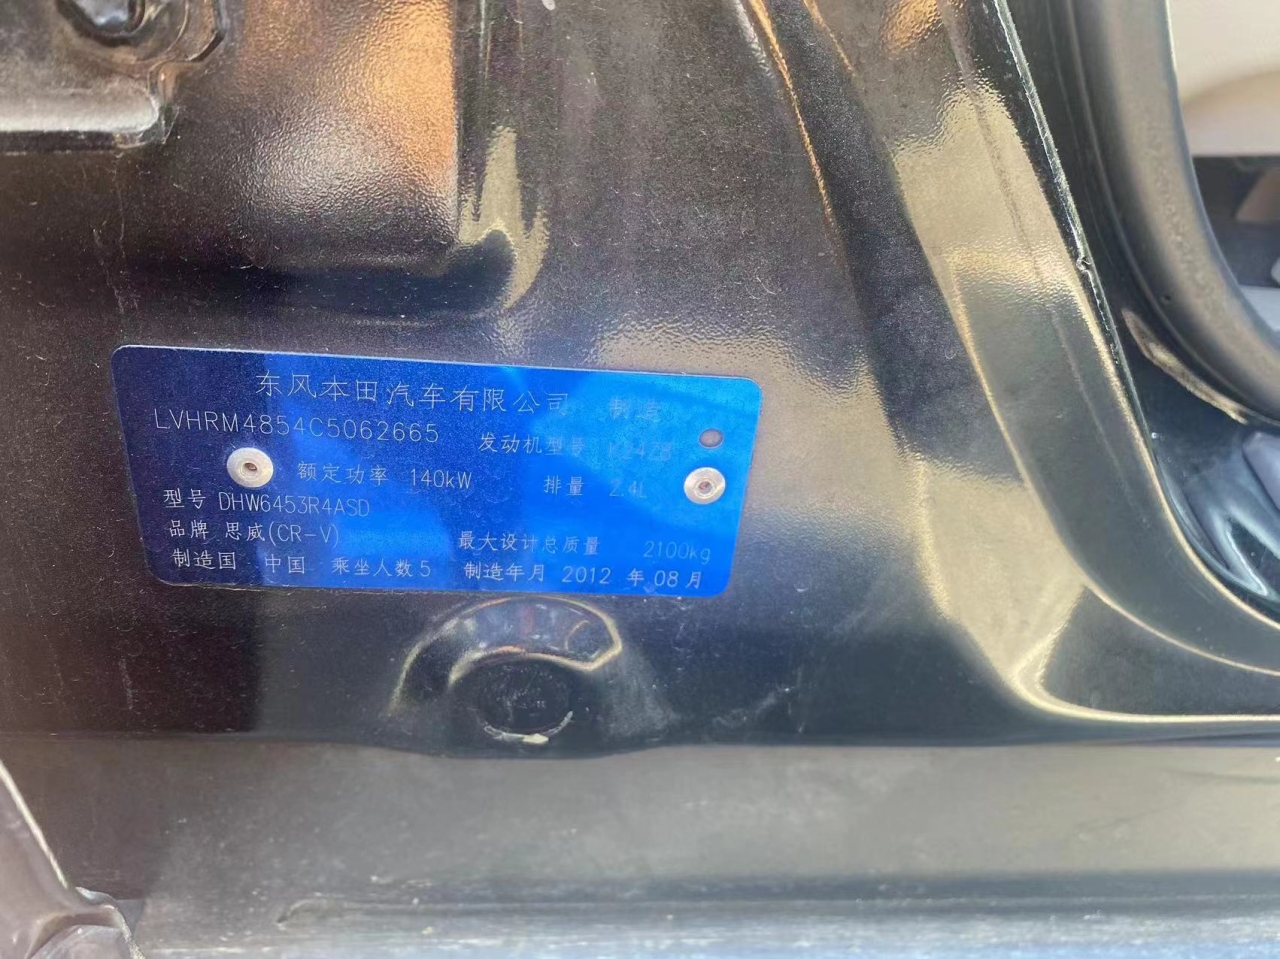 东风本田汽车有限公司 制造
LVHRM4854C5062665 发动机型号
额定功率 140kW 排量 2.4L
型号 DHW6453R4ASD
品牌 思威(CR-V) 最大设计总质量 2100kg
制造国 中国 乘坐人数 5 制造年月 2012 年 08 月